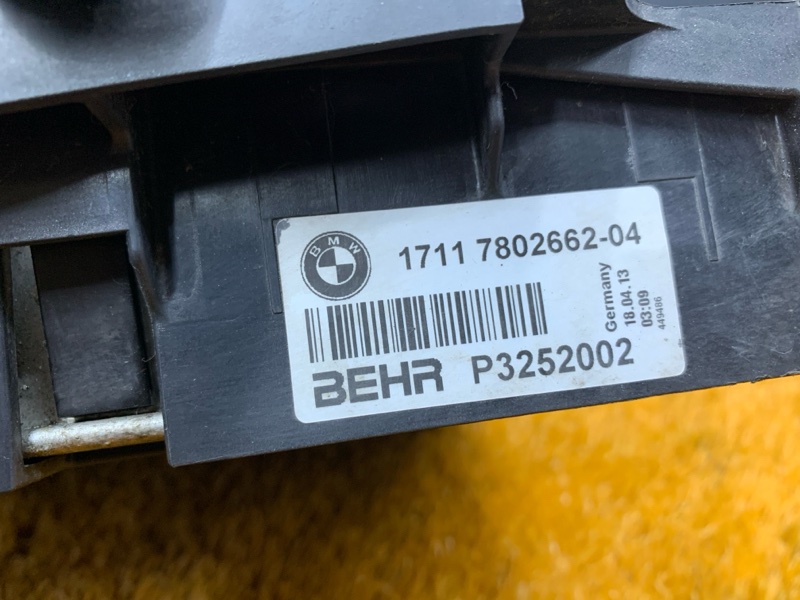 BMW
1711 7802662-04
Germany
18.04.13
03:09
449486
BEHR P3252002